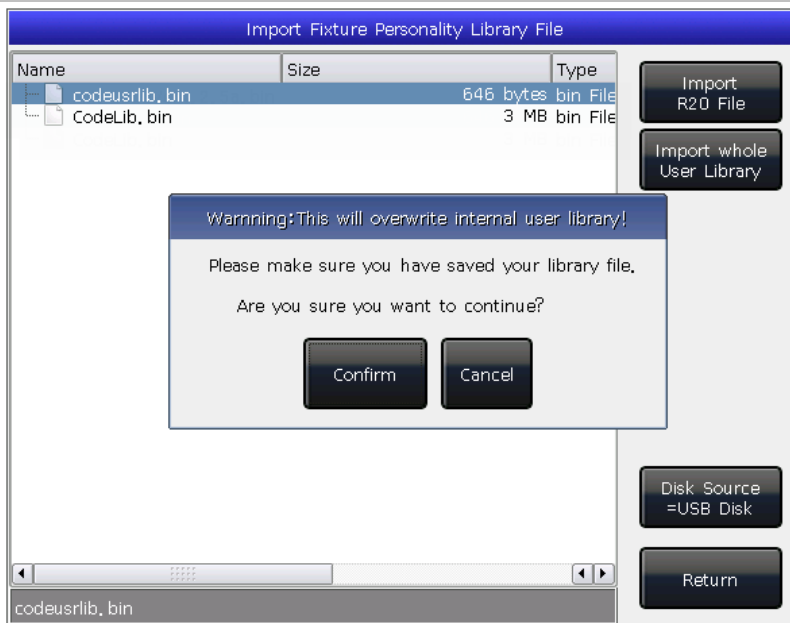 Import Fixture Personality Library File
Name Size Type
codeusrlib.bin 646 bytes bin File
CodeLib.bin 3 MB bin File
Import
R20 File
Import whole
User Library
Warnning:This will overwrite internal user library!
Please make sure you have saved your library file.
Are you sure you want to continue?
Confirm Cancel
Disk Source
=USB Disk
Return
codeusrlib.bin